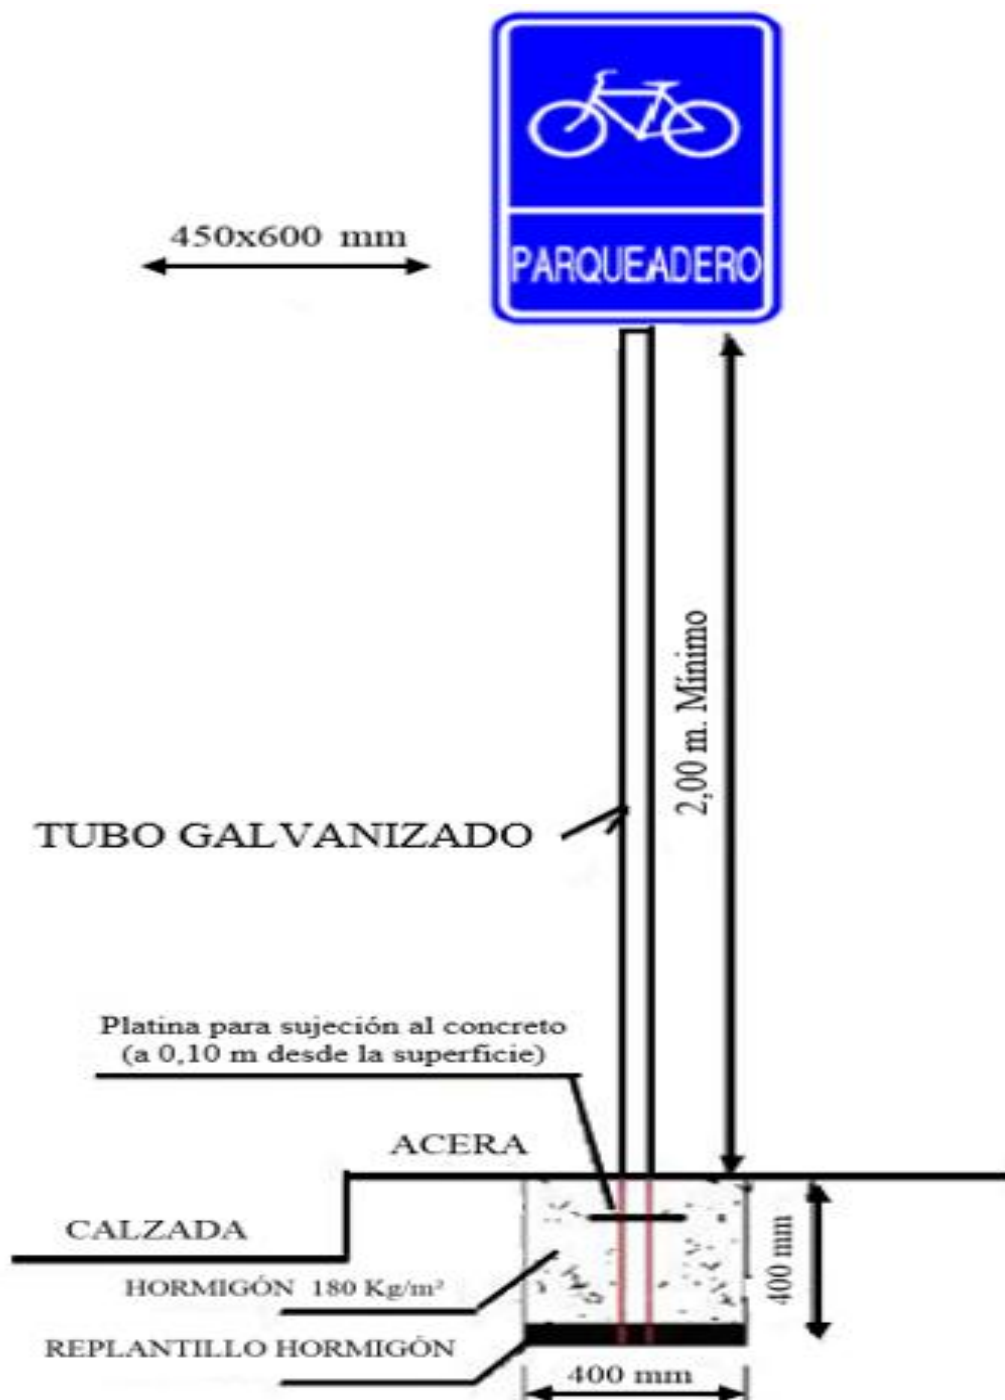 450x600 mm
PARQUEADERO
2,00 m. Mínimo
TUBO GALVANIZADO
Platina para sujeción al concreto
(a 0,10 m desde la superficie)
ACERA
CALZADA
HORMIGÓN 180 Kg/m²
400 mm
REPLANTILLO HORMIGÓN
400 mm